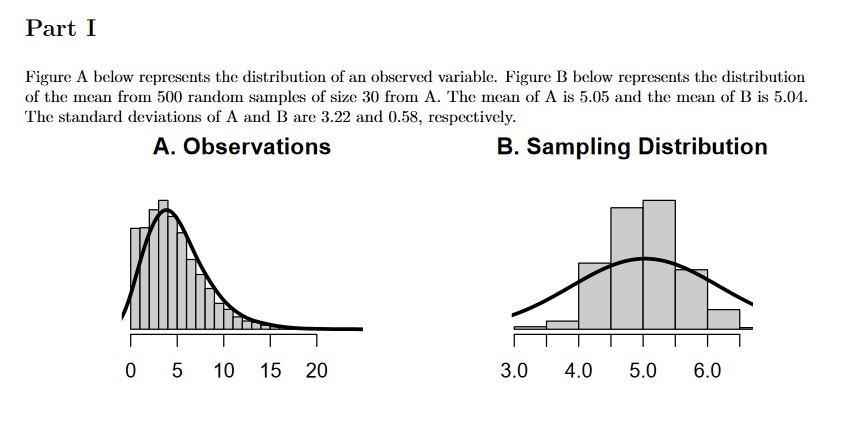 Part I
Figure A below represents the distribution of an observed variable. Figure B below represents the distribution
of the mean from 500 random samples of size 30 from A. The mean of A is 5.05 and the mean of B is 5.04.
The standard deviations of A and B are 3.22 and 0.58, respectively.
A. Observations
0 5 10 15 20
B. Sampling Distribution
3.0 4.0 5.0 6.0